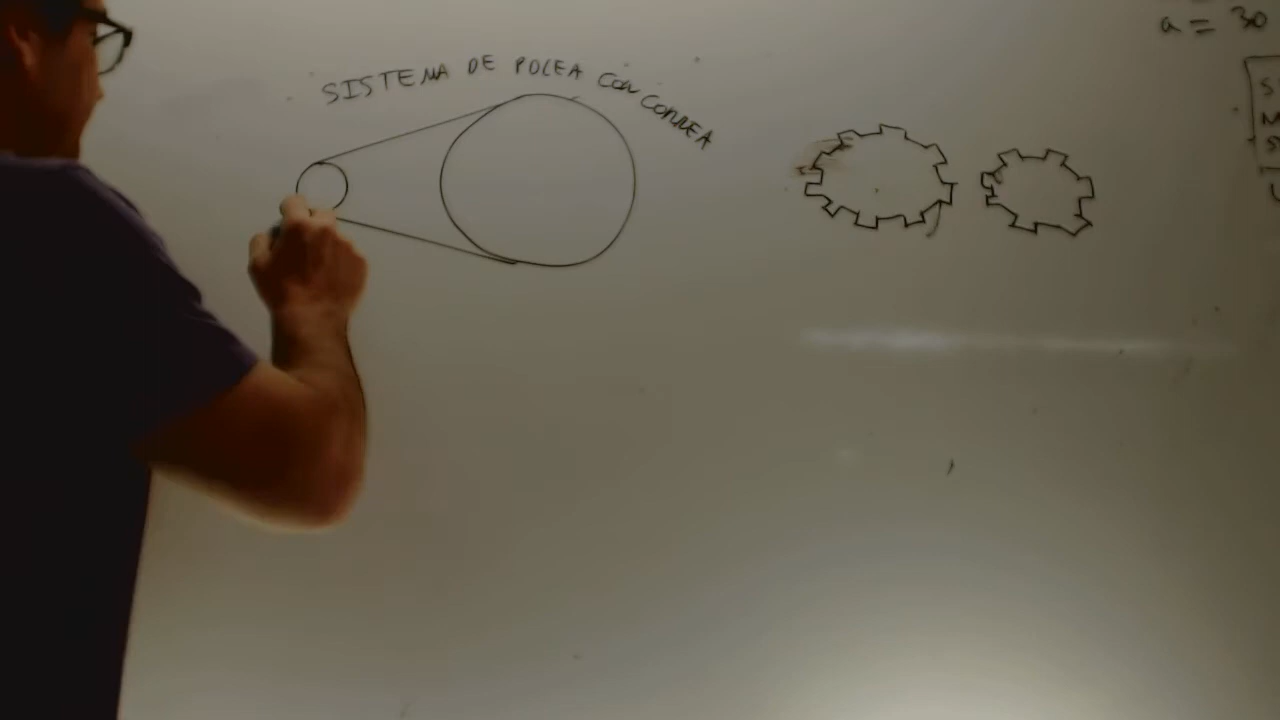 SISTEMA DE POLEA CON CORREA
a = 30